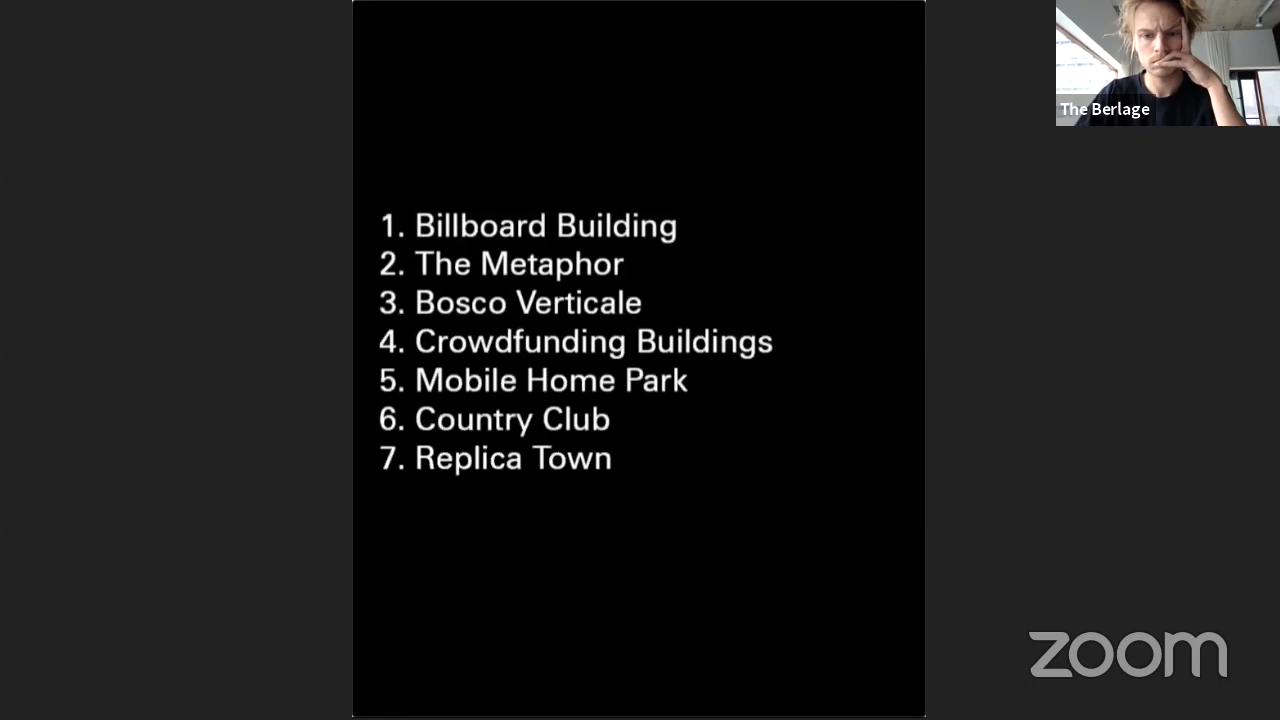 The Berlage
1. Billboard Building
2. The Metaphor
3. Bosco Verticale
4. Crowdfunding Buildings
5. Mobile Home Park
6. Country Club
7. Replica Town
zoom